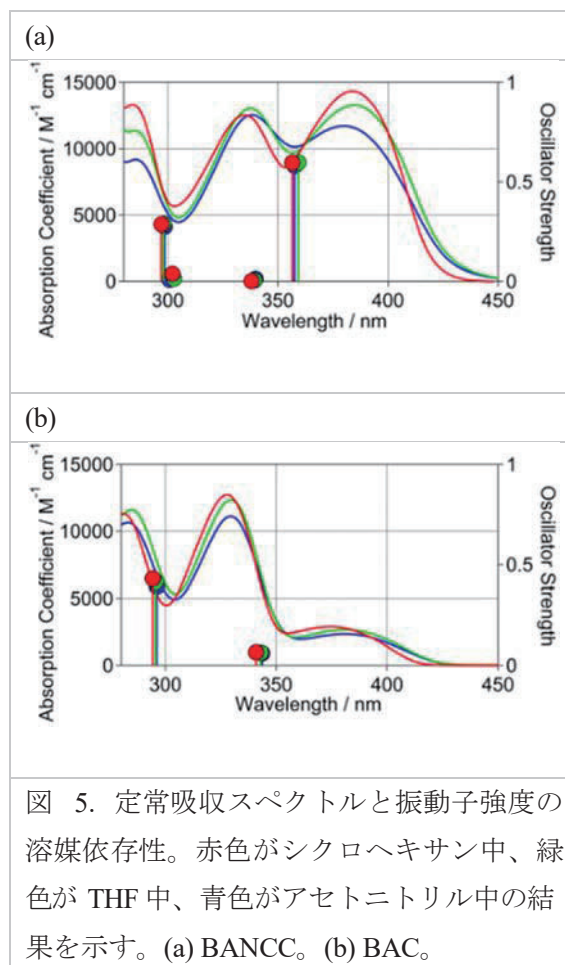 (a)
15000
10000
5000
0
Absorption Coefficient / M⁻¹ cm⁻¹
1
0.5
0
Oscillator Strength
300 350 400 450
Wavelength / nm
(b)
15000
10000
5000
0
Absorption Coefficient / M⁻¹ cm⁻¹
1
0.5
0
Oscillator Strength
300 350 400 450
Wavelength / nm
図 5. 定常吸収スペクトルと振動子強度の
溶媒依存性。赤色がシクロヘキサン中、緑
色が THF 中、青色がアセトニトリル中の結
果を示す。(a) BANCC。(b) BAC。